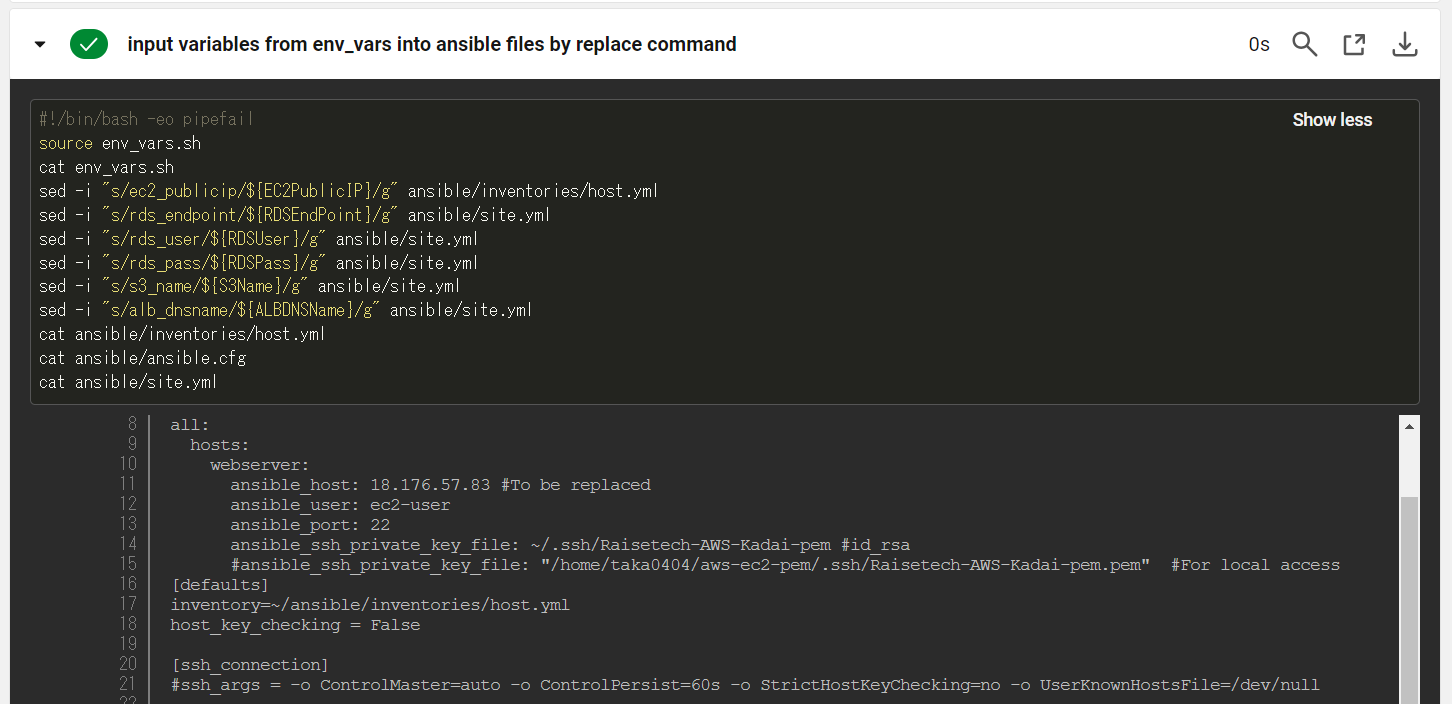 input variables from env_vars into ansible files by replace command
0s
#!/bin/bash -eo pipefail
Show less
source env_vars.sh
cat env_vars.sh
sed -i "s/ec2_publicip/${EC2PublicIP}/g" ansible/inventories/host.yml
sed -i "s/rds_endpoint/${RDSEndPoint}/g" ansible/site.yml
sed -i "s/rds_user/${RDSUser}/g" ansible/site.yml
sed -i "s/rds_pass/${RDSPass}/g" ansible/site.yml
sed -i "s/s3_name/${S3Name}/g" ansible/site.yml
sed -i "s/alb_dnsname/${ALBDNSName}/g" ansible/site.yml
cat ansible/inventories/host.yml
cat ansible/ansible.cfg
cat ansible/site.yml
8 all:
9 hosts:
10 webserver:
11 ansible_host: 18.176.57.83 #To be replaced
12 ansible_user: ec2-user
13 ansible_port: 22
14 ansible_ssh_private_key_file: ~/.ssh/Raisetech-AWS-Kadai-pem #id_rsa
15 #ansible_ssh_private_key_file: "/home/taka0404/aws-ec2-pem/.ssh/Raisetech-AWS-Kadai-pem.pem" #For local access
16 [defaults]
17 inventory=~/ansible/inventories/host.yml
18 host_key_checking = False
19
20 [ssh_connection]
21 #ssh_args = -o ControlMaster=auto -o ControlPersist=60s -o StrictHostKeyChecking=no -o UserKnownHostsFile=/dev/null
22